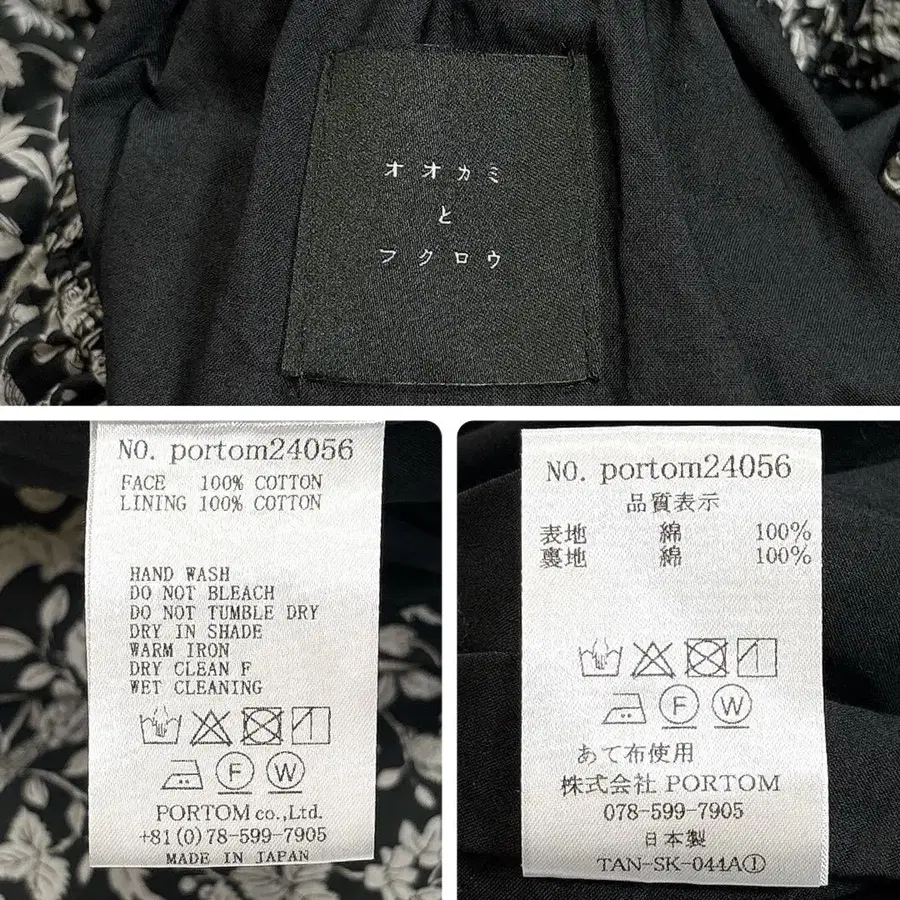 オオカミ
と
フクロウ
NO. portom24056
FACE 100% COTTON
LINING 100% COTTON
HAND WASH
DO NOT BLEACH
DO NOT TUMBLE DRY
DRY IN SHADE
WARM IRON
DRY CLEAN F
WET CLEANING
F W
PORTOM co.,Ltd.
+81(0)78-599-7905
MADE IN JAPAN
NO. portom24056
品質表示
表地 綿 100%
裏地 綿 100%
F W
あて布使用
株式会社 PORTOM
078-599-7905
日本製
TAN-SK-044A①